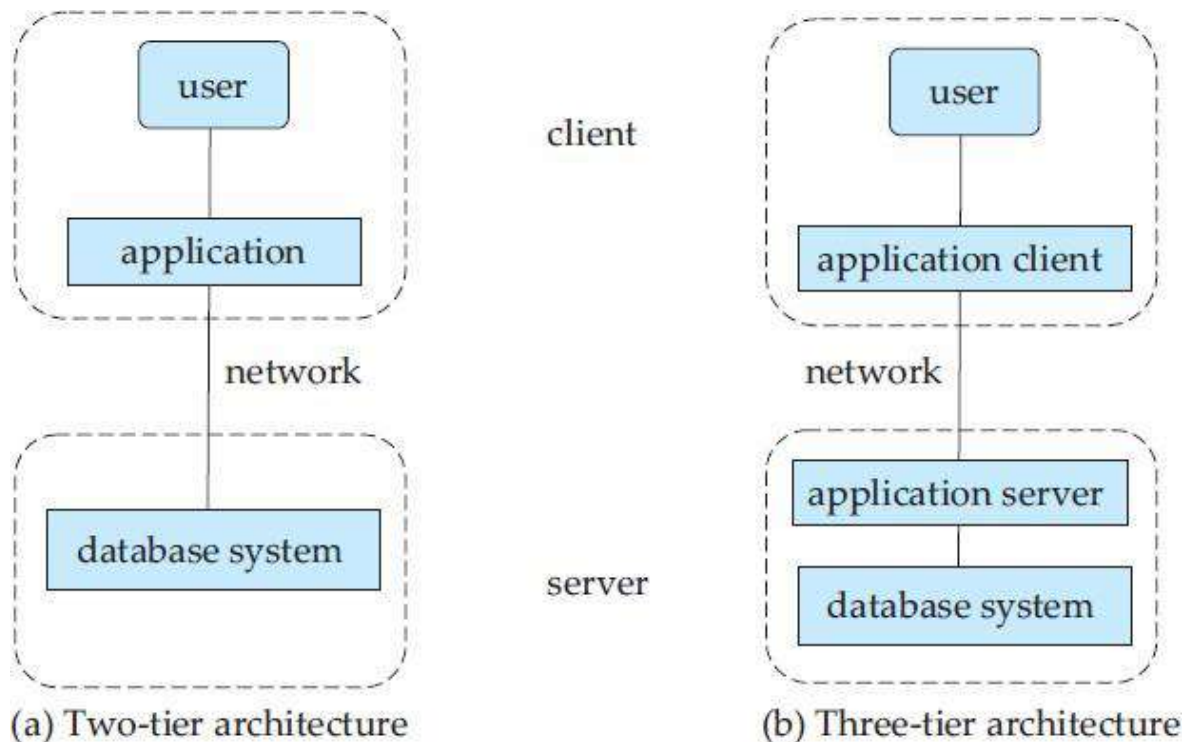 user
application
network
database system
(a) Two-tier architecture
client
server
user
application client
network
application server
database system
(b) Three-tier architecture